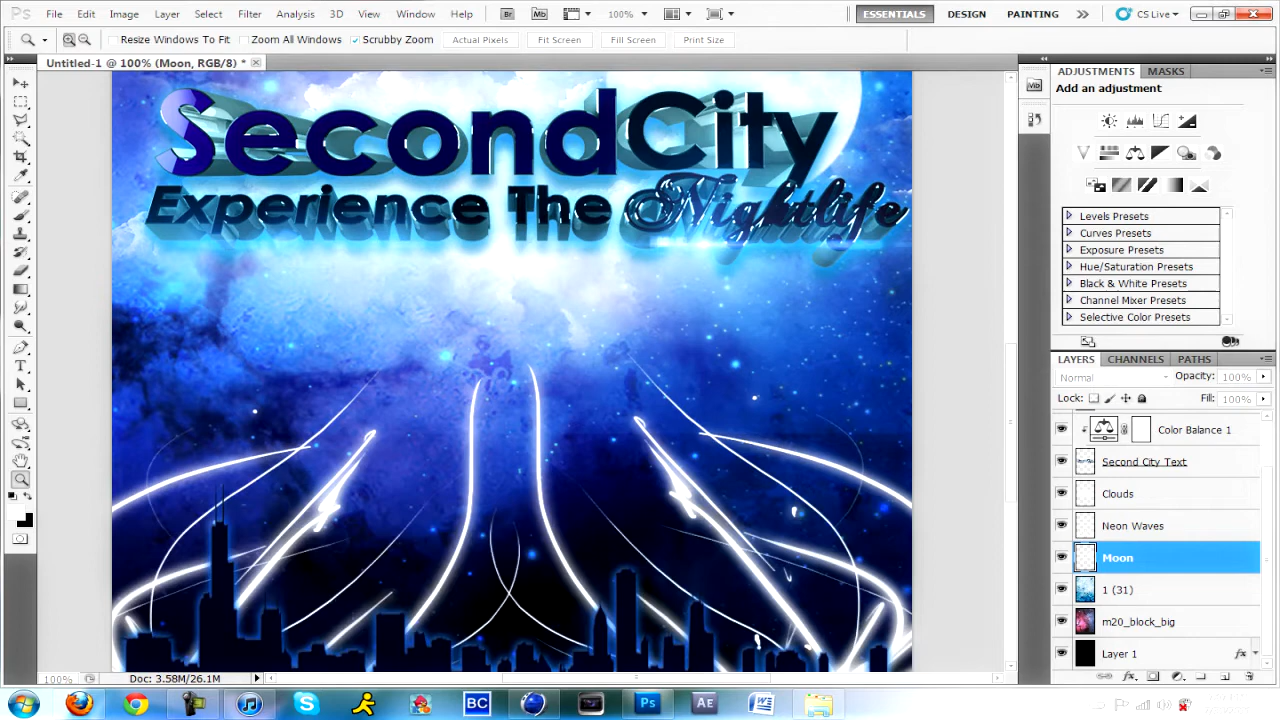 Ps File Edit Image Layer Select Filter Analysis 3D View Window Help Br Mb 100% ESSENTIALS DESIGN PAINTING CS Live
Resize Windows To Fit Zoom All Windows Scrubby Zoom Actual Pixels Fit Screen Fill Screen Print Size
Untitled-1 @ 100% (Moon, RGB/8) *
SecondCity
Experience The Nightlife
100% Doc: 3.58M/26.1M
ADJUSTMENTS MASKS
Add an adjustment
Levels Presets
Curves Presets
Exposure Presets
Hue/Saturation Presets
Black & White Presets
Channel Mixer Presets
Selective Color Presets
LAYERS CHANNELS PATHS
Normal Opacity: 100%
Lock: Fill: 100%
Color Balance 1
Second City Text
Clouds
Neon Waves
Moon
1 (31)
m20_block_big
Layer 1 fx
BC Ps Ae